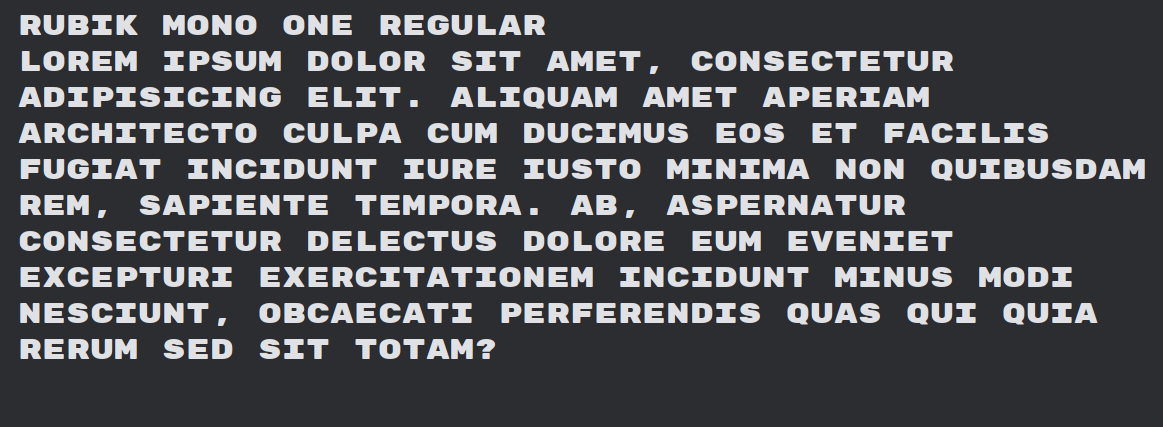 RUBIK MONO ONE REGULAR
LOREM IPSUM DOLOR SIT AMET, CONSECTETUR
ADIPISICING ELIT. ALIQUAM AMET APERIAM
ARCHITECTO CULPA CUM DUCIMUS EOS ET FACILIS
FUGIAT INCIDUNT IURE IUSTO MINIMA NON QUIBUSDAM
REM, SAPIENTE TEMPORA. AB, ASPERNATUR
CONSECTETUR DELECTUS DOLORE EUM EVENIET
EXCEPTURI EXERCITATIONEM INCIDUNT MINUS MODI
NESCIUNT, OBCAECATI PERFERENDIS QUAS QUI QUIA
RERUM SED SIT TOTAM?